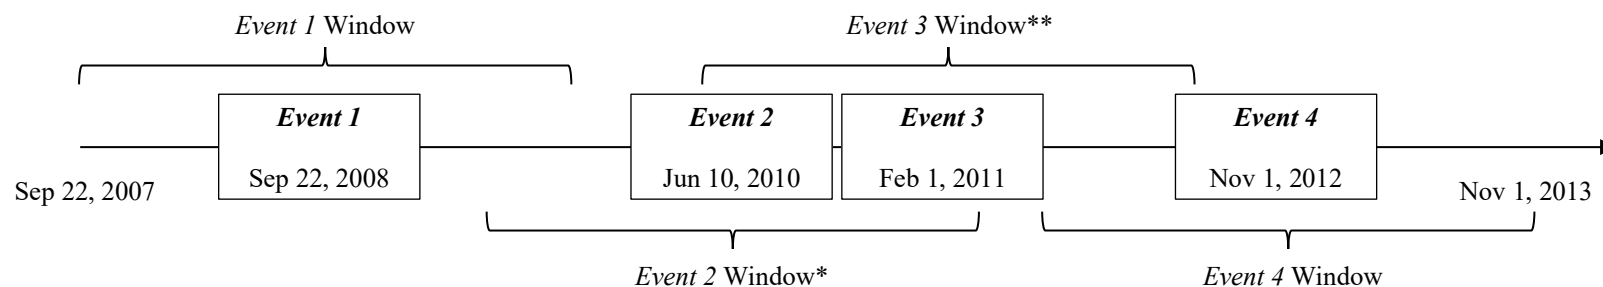 Event 1 Window
Event 3 Window**
Event 1
Event 2
Event 3
Event 4
Sep 22, 2007
Sep 22, 2008
Jun 10, 2010
Feb 1, 2011
Nov 1, 2012
Nov 1, 2013
Event 2 Window*
Event 4 Window